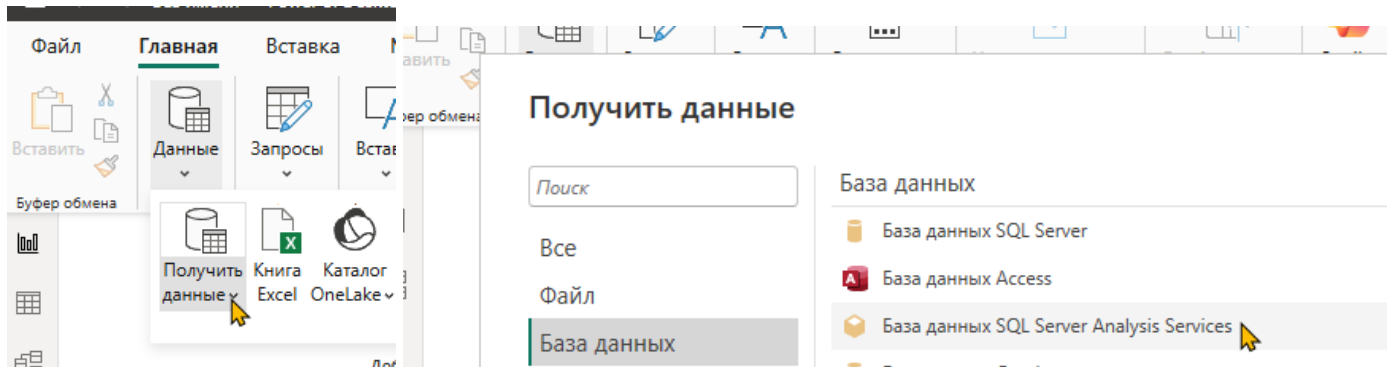 Файл Главная Вставка
Вставить
Данные Запросы
Буфер обмена
Получить данные
Книга Excel
Каталог OneLake
Получить данные
Поиск
Все
Файл
База данных
База данных
База данных SQL Server
База данных Access
База данных SQL Server Analysis Services